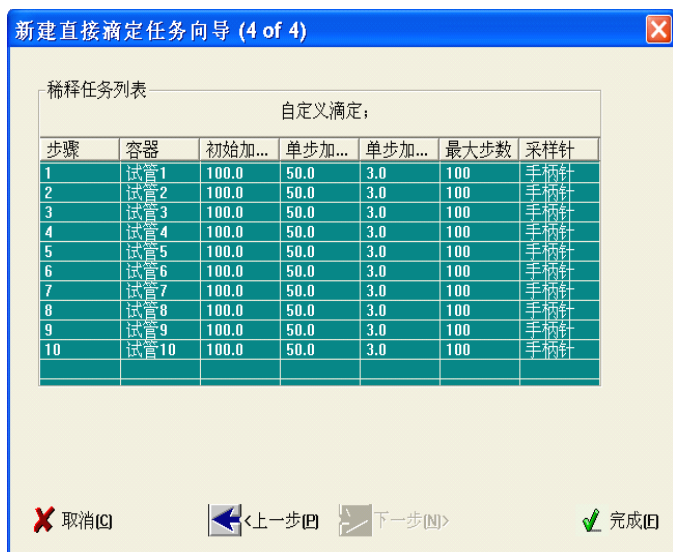 新建直接滴定任务向导 (4 of 4)
稀释任务列表
自定义滴定;
步骤 容器 初始加... 单步加... 单步加... 最大步数 采样针
1 试管1 100.0 50.0 3.0 100 手柄针
2 试管2 100.0 50.0 3.0 100 手柄针
3 试管3 100.0 50.0 3.0 100 手柄针
4 试管4 100.0 50.0 3.0 100 手柄针
5 试管5 100.0 50.0 3.0 100 手柄针
6 试管6 100.0 50.0 3.0 100 手柄针
7 试管7 100.0 50.0 3.0 100 手柄针
8 试管8 100.0 50.0 3.0 100 手柄针
9 试管9 100.0 50.0 3.0 100 手柄针
10 试管10 100.0 50.0 3.0 100 手柄针
取消(C) <上一步(P) 下一步(N)> 完成(F)